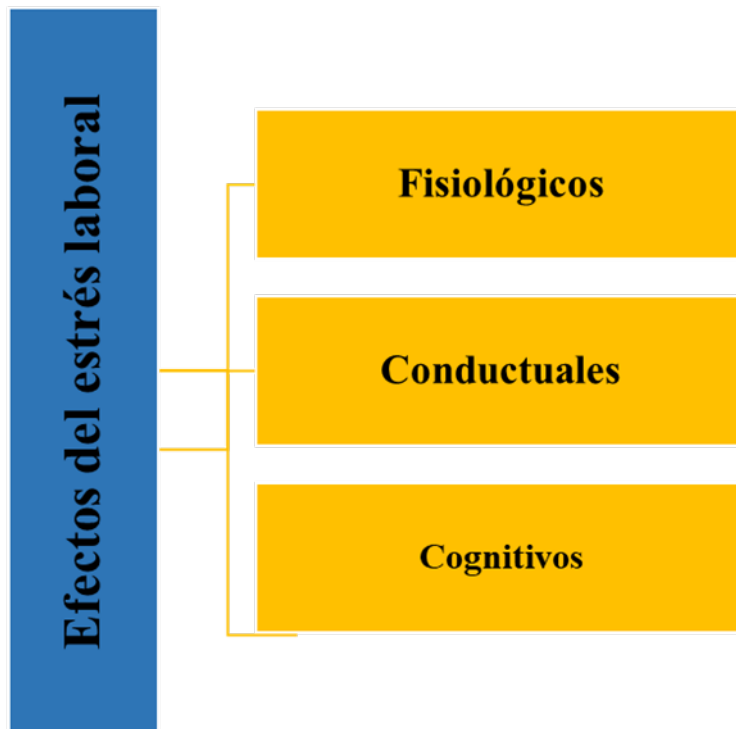 Efectos del estrés laboral
Fisiológicos
Conductuales
Cognitivos